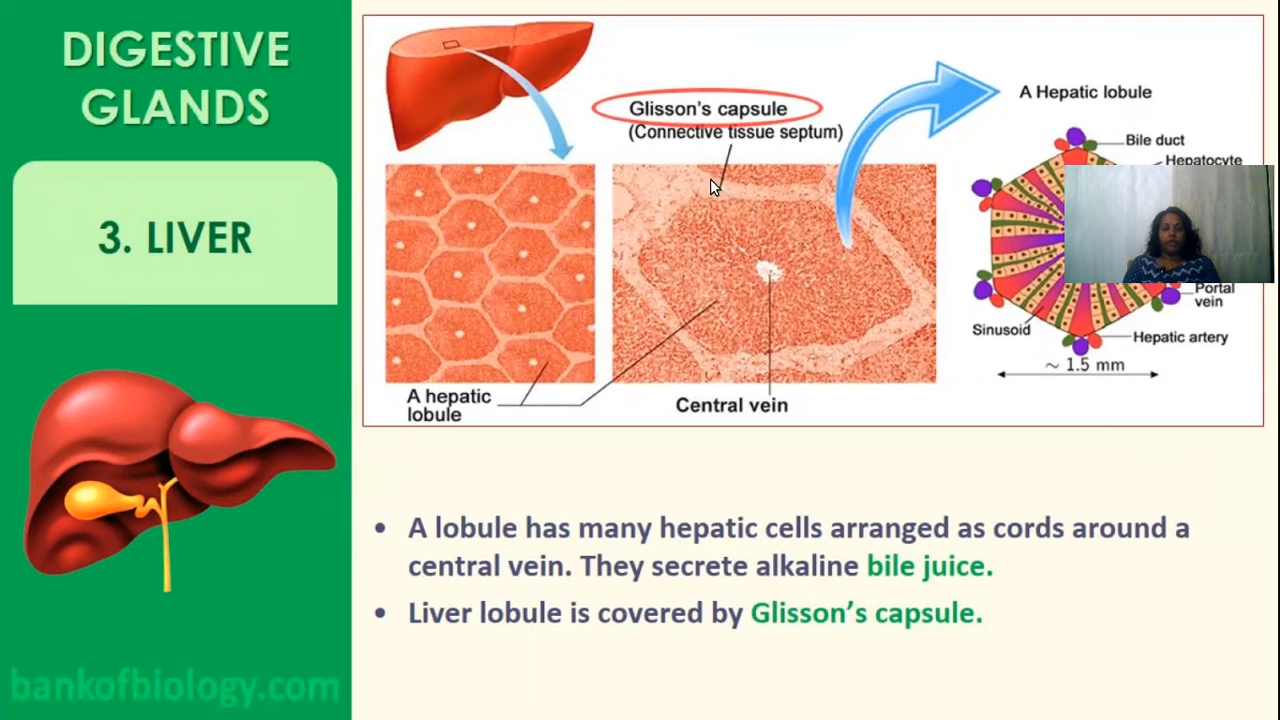 DIGESTIVE
GLANDS
3. LIVER
bankofbiology.com
Glisson's capsule
(Connective tissue septum)
A Hepatic lobule
Bile duct
Hepatocyte
Portal
vein
Sinusoid
Hepatic artery
~ 1.5 mm
A hepatic
lobule
Central vein
• A lobule has many hepatic cells arranged as cords around a
central vein. They secrete alkaline bile juice.
• Liver lobule is covered by Glisson’s capsule.